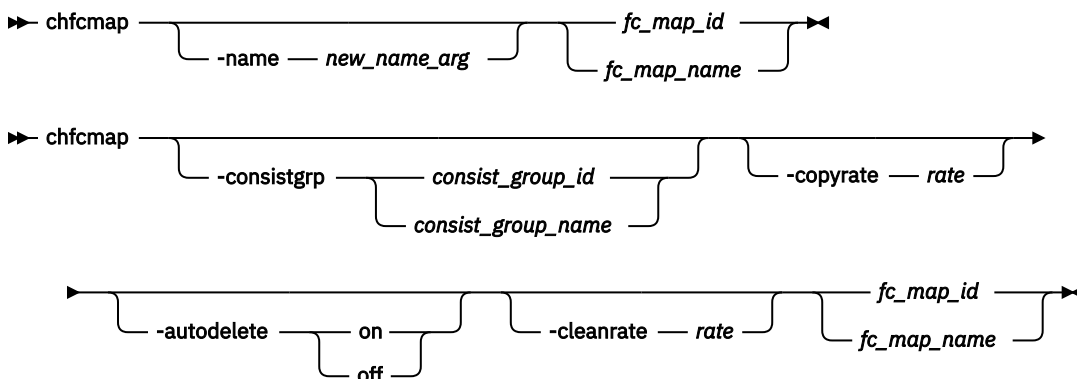 chfcmap -name new_name_arg fc_map_id
fc_map_name
chfcmap -consistgrp consist_group_id -copyrate rate
consist_group_name
-autodelete on -cleanrate rate fc_map_id
off fc_map_name